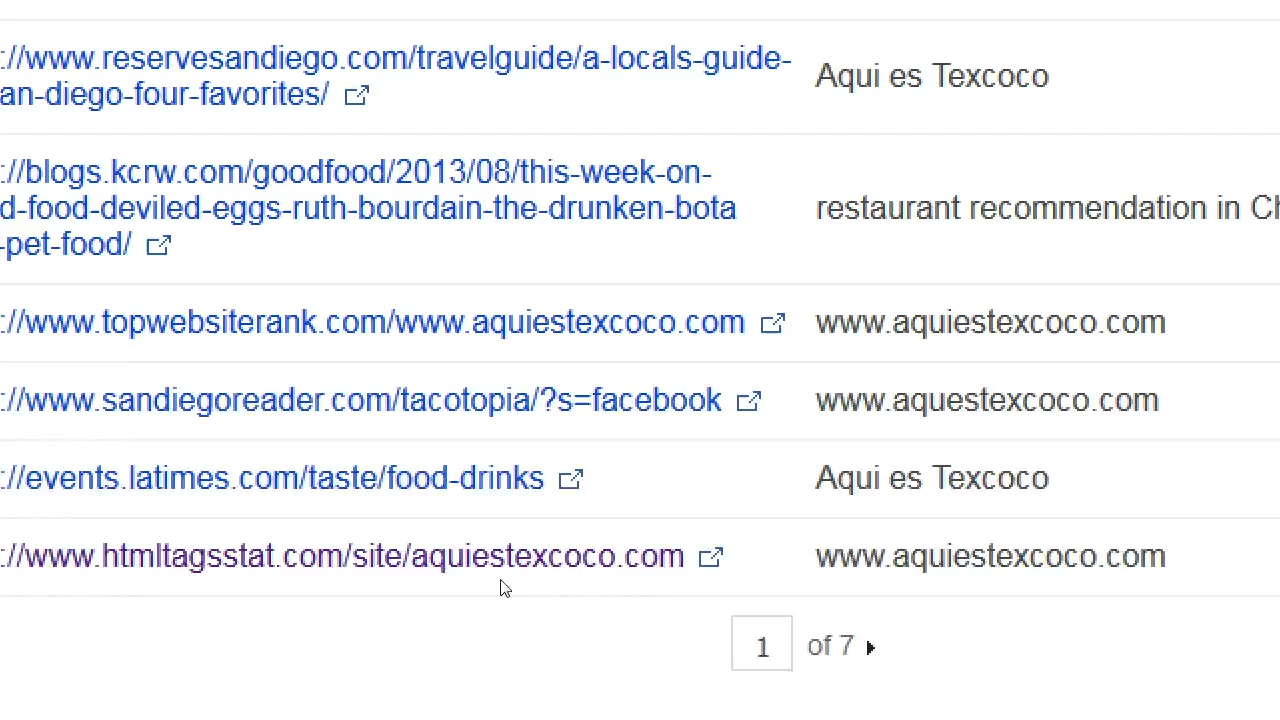 ://www.reservesandiego.com/travelguide/a-locals-guide-
an-diego-four-favorites/
Aqui es Texcoco
://blogs.kcrw.com/goodfood/2013/08/this-week-on-
d-food-deviled-eggs-ruth-bourdain-the-drunken-bota
-pet-food/
restaurant recommendation in Ch
://www.topwebsiterank.com/www.aquiestexcoco.com
www.aquiestexcoco.com
://www.sandiegoreader.com/tacotopia/?s=facebook
www.aquestexcoco.com
://events.latimes.com/taste/food-drinks
Aqui es Texcoco
://www.htmltagsstat.com/site/aquiestexcoco.com
www.aquiestexcoco.com
1 of 7